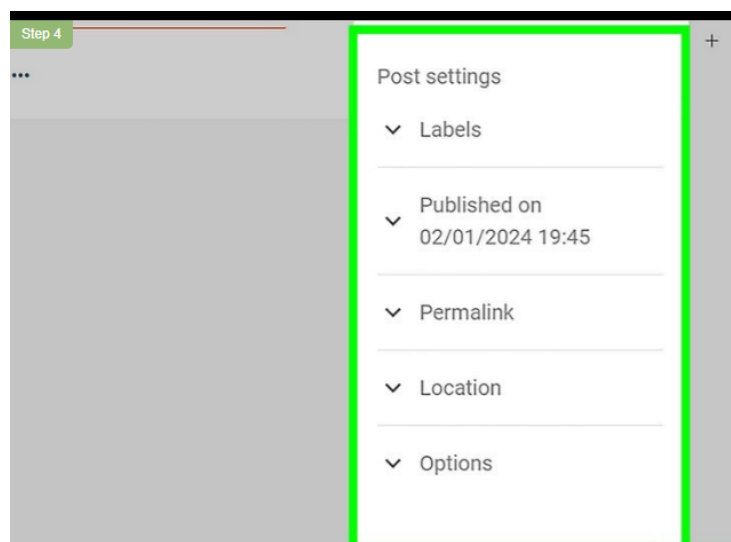 Step 4
...
Post settings
Labels
Published on
02/01/2024 19:45
Permalink
Location
Options